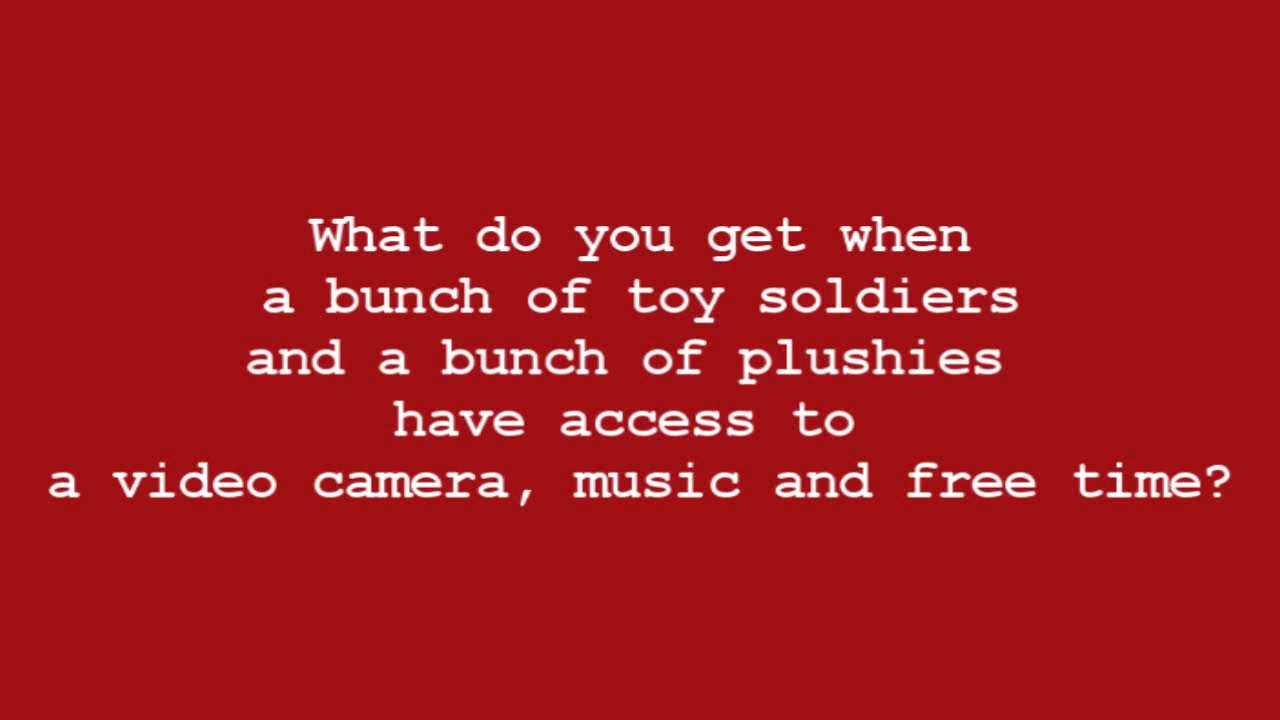 What do you get when
a bunch of toy soldiers
and a bunch of plushies
have access to
a video camera, music and free time?